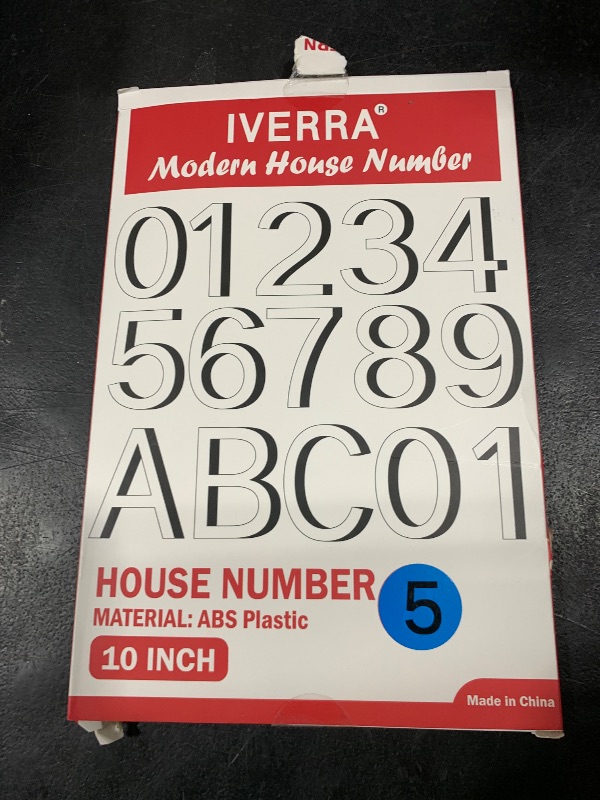 IVERRA®
Modern House Number
01234
56789
ABC01
HOUSE NUMBER 5
MATERIAL: ABS Plastic
10 INCH
Made in China